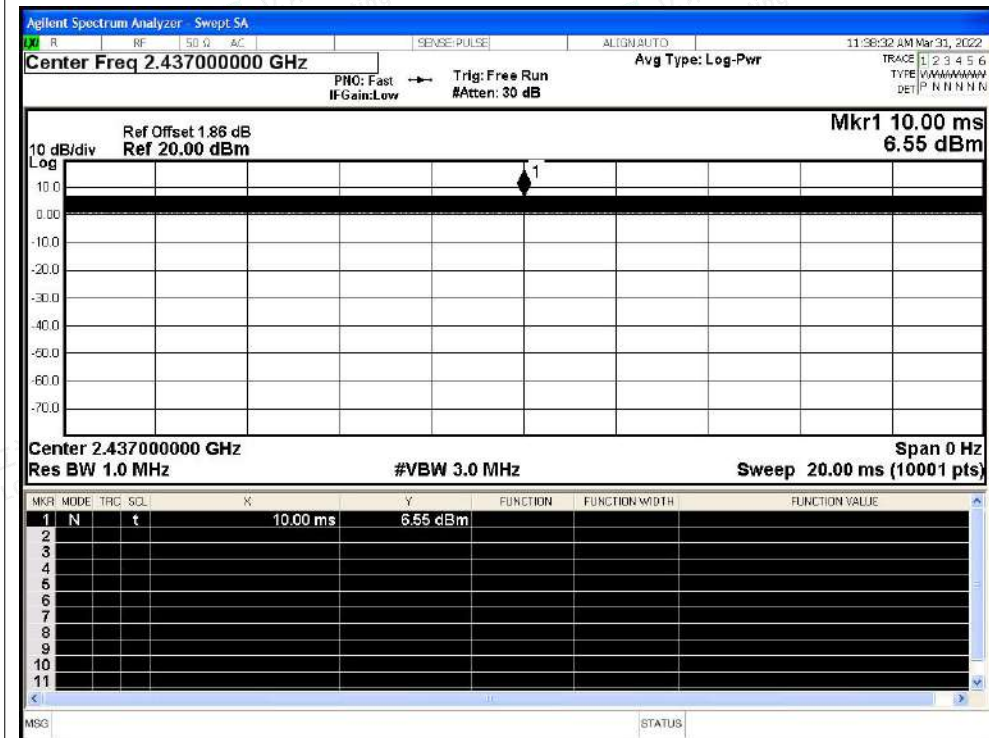 Agilent Spectrum Analyzer - Swept SA
LXI R RF 50 Ω AC SENSE:PULSE ALIGNAUTO 11:38:32 AM Mar 31, 2022
Center Freq 2.437000000 GHz
PNO: Fast Trig: Free Run
IFGain:Low #Atten: 30 dB
Avg Type: Log-Pwr
TRACE 1 2 3 4 5 6
TYPE
DET P N N N N N
Mkr1 10.00 ms
6.55 dBm
Ref Offset 1.86 dB
10 dB/div Ref 20.00 dBm
Log
1
10.0
0.00
-10.0
-20.0
-30.0
-40.0
-50.0
-60.0
-70.0
Center 2.437000000 GHz Span 0 Hz
Res BW 1.0 MHz #VBW 3.0 MHz Sweep 20.00 ms (10001 pts)
MKR MODE TRC SCL X Y FUNCTION FUNCTION WIDTH FUNCTION VALUE
1 N t 10.00 ms 6.55 dBm
2
3
4
5
6
7
8
9
10
11
MSG STATUS